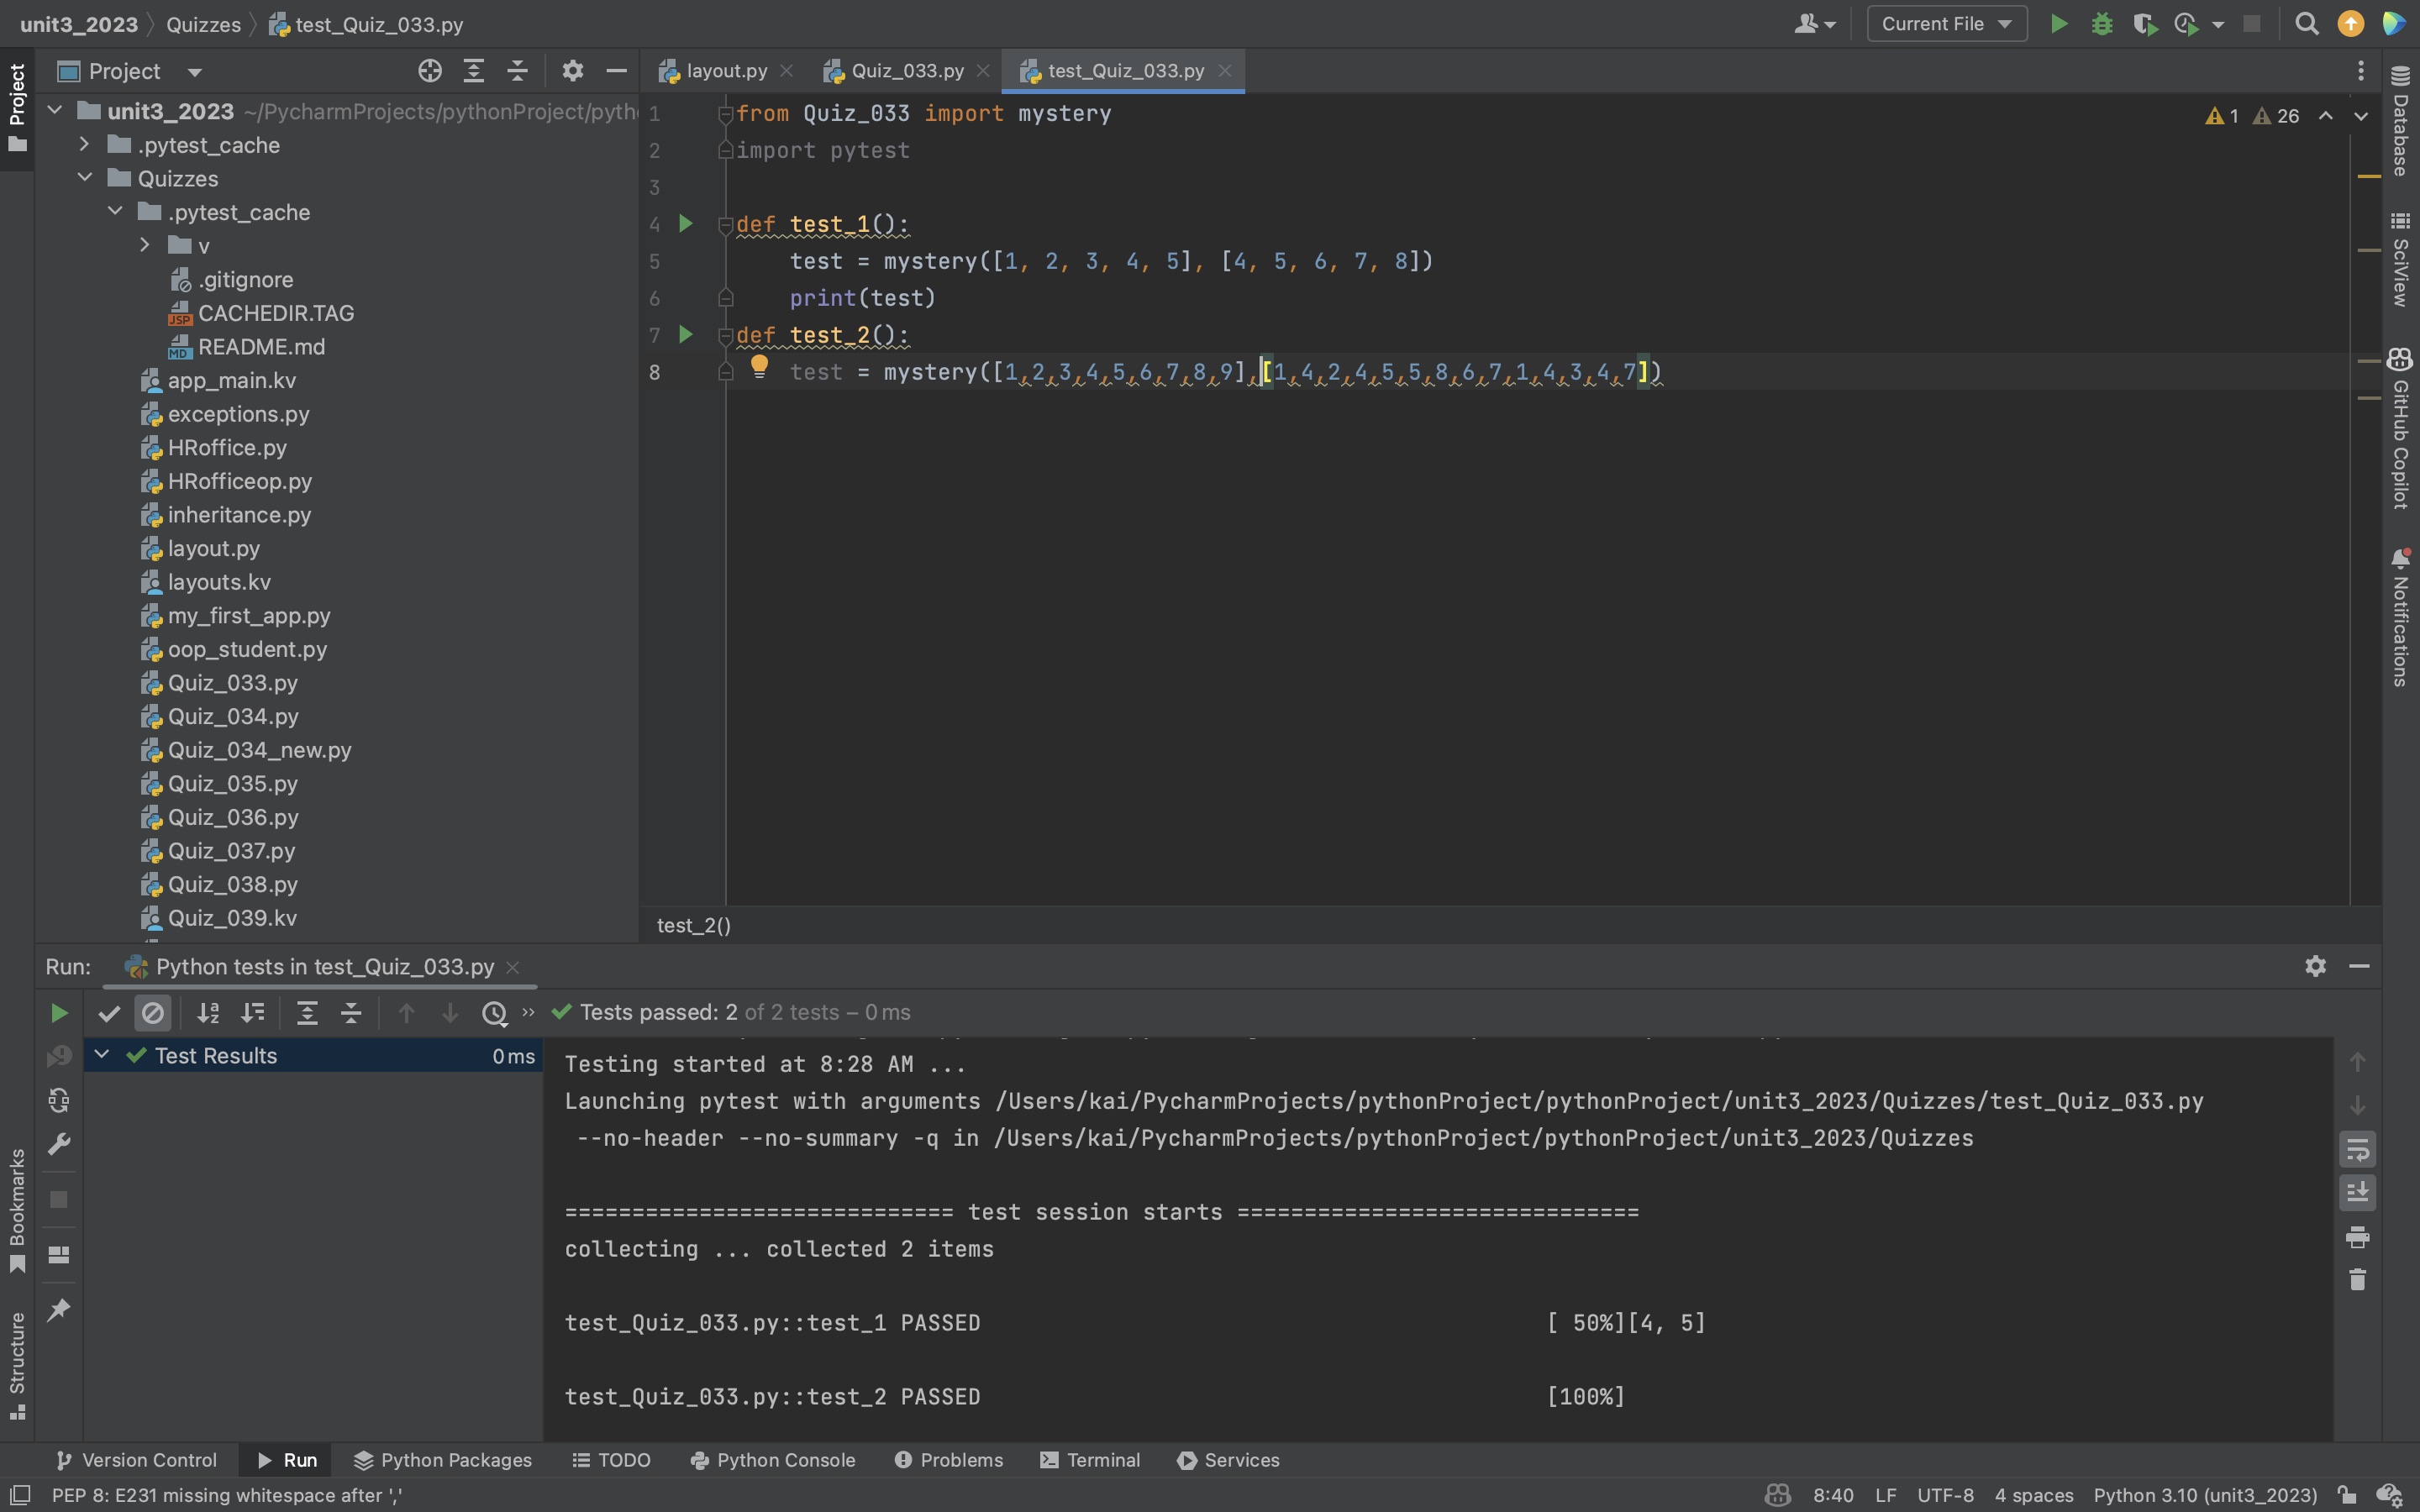 unit3_2023 Quizzes test_Quiz_033.py
Current File
Project
layout.py Quiz_033.py test_Quiz_033.py
Project
unit3_2023 ~/PycharmProjects/pythonProject/pyth
.pytest_cache
Quizzes
.pytest_cache
v
.gitignore
CACHEDIR.TAG
README.md
app_main.kv
exceptions.py
HRoffice.py
HRofficeop.py
inheritance.py
layout.py
layouts.kv
my_first_app.py
oop_student.py
Quiz_033.py
Quiz_034.py
Quiz_034_new.py
Quiz_035.py
Quiz_036.py
Quiz_037.py
Quiz_038.py
Quiz_039.kv
1 from Quiz_033 import mystery
2 import pytest
3
4 def test_1():
5 test = mystery([1, 2, 3, 4, 5], [4, 5, 6, 7, 8])
6 print(test)
7 def test_2():
8 test = mystery([1,2,3,4,5,6,7,8,9],[1,4,2,4,5,5,8,6,7,1,4,3,4,7])
1 26
test_2()
Database
SciView
GitHub Copilot
Notifications
Run: Python tests in test_Quiz_033.py
Tests passed: 2 of 2 tests – 0 ms
Test Results 0 ms
Testing started at 8:28 AM ...
Launching pytest with arguments /Users/kai/PycharmProjects/pythonProject/pythonProject/unit3_2023/Quizzes/test_Quiz_033.py
--no-header --no-summary -q in /Users/kai/PycharmProjects/pythonProject/pythonProject/unit3_2023/Quizzes
============================= test session starts ==============================
collecting ... collected 2 items
test_Quiz_033.py::test_1 PASSED [ 50%][4, 5]
test_Quiz_033.py::test_2 PASSED [100%]
Bookmarks
Structure
Version Control Run Python Packages TODO Python Console Problems Terminal Services
PEP 8: E231 missing whitespace after ',' 8:40 LF UTF-8 4 spaces Python 3.10 (unit3_2023)